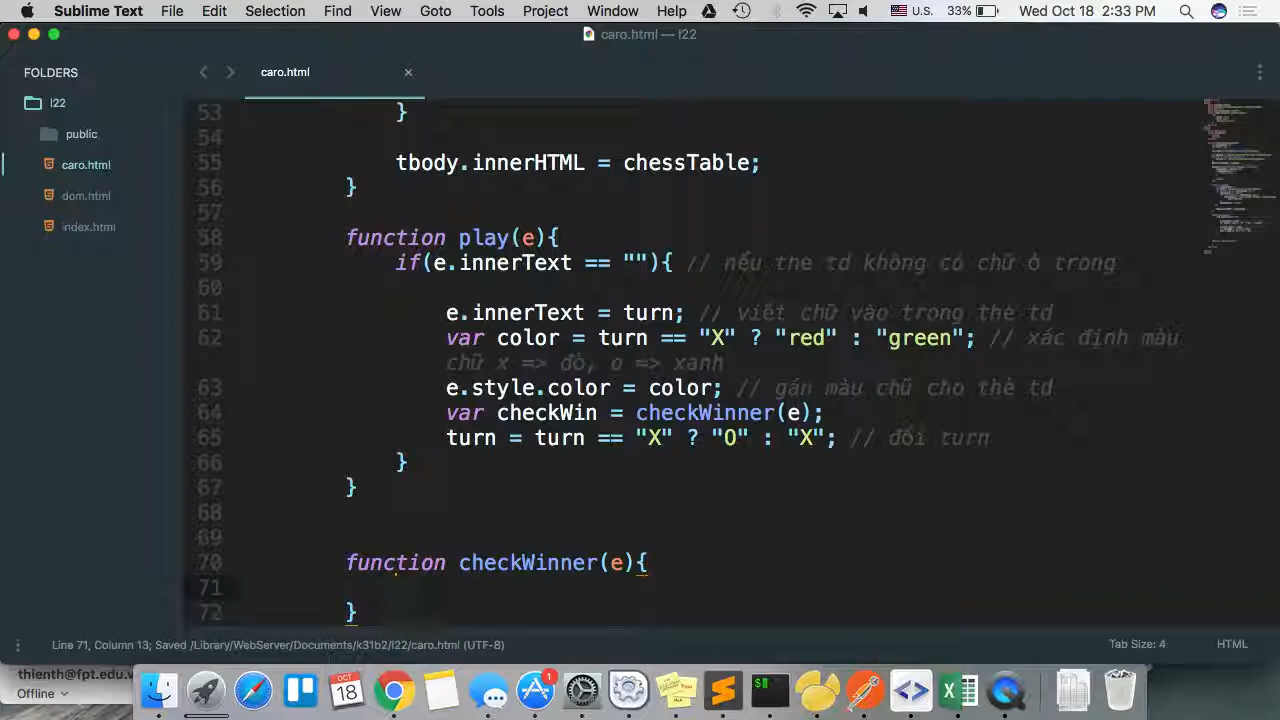 Sublime Text File Edit Selection Find View Goto Tools Project Window Help U.S. 33% Wed Oct 18 2:33 PM
caro.html — l22
FOLDERS
l22
public
caro.html
dom.html
index.html
caro.html ×
53 }
54
55 tbody.innerHTML = chessTable;
56 }
57
58 function play(e){
59 if(e.innerText == ""){ // nếu thẻ td không có chữ ở trong
60
61 e.innerText = turn; // viết chữ vào trong thẻ td
62 var color = turn == "X" ? "red" : "green"; // xác định màu
chữ x => đỏ, o => xanh
63 e.style.color = color; // gán màu chữ cho thẻ td
64 var checkWin = checkWinner(e);
65 turn = turn == "X" ? "O" : "X"; // đổi turn
66 }
67 }
68
69
70 function checkWinner(e){
71
72 }
Line 71, Column 13; Saved /Library/WebServer/Documents/k31b2/l22/caro.html (UTF-8) Tab Size: 4 HTML
thienth@fpt.edu.v
Offline
OCT
18
1
$